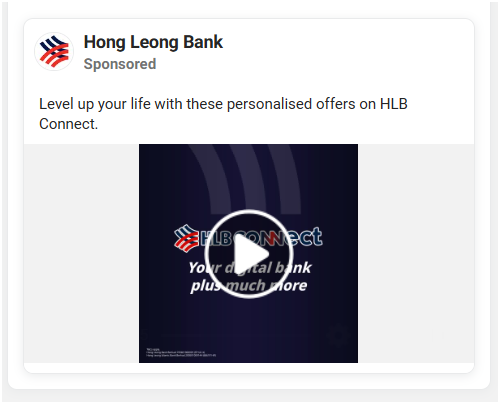 Hong Leong Bank
Sponsored
Level up your life with these personalised offers on HLB
Connect.
HLB CONNect
Your digital bank
plus much more